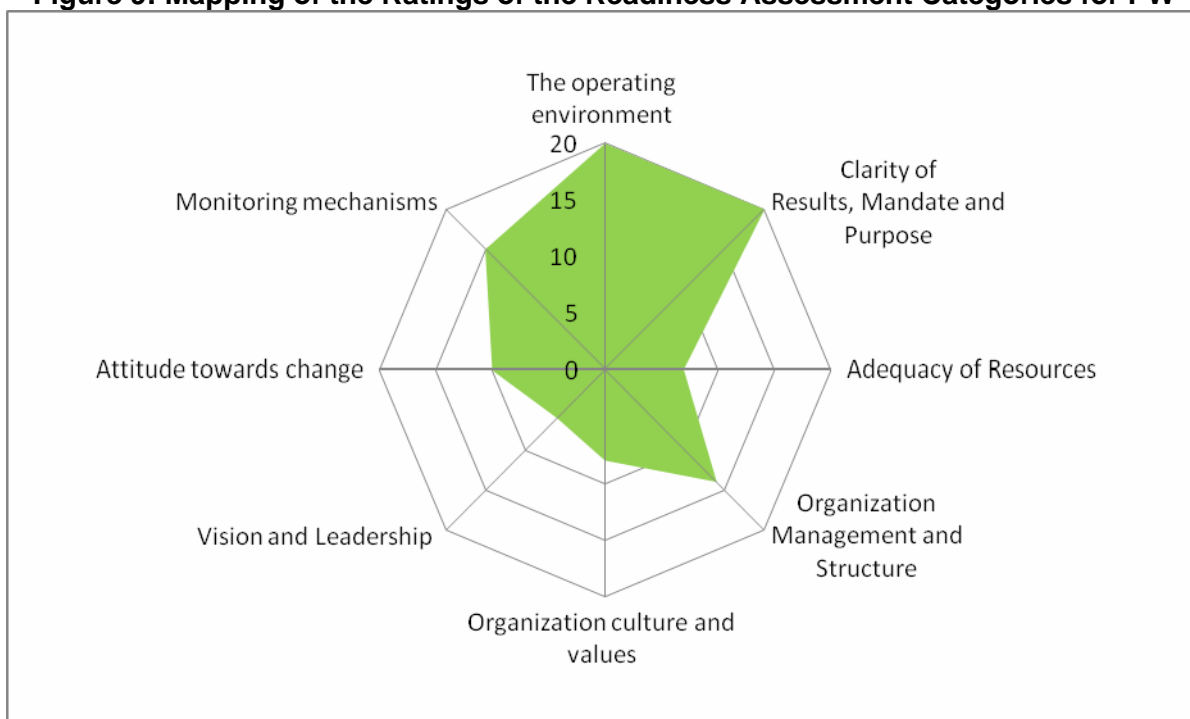 Figure Mapping of the Ratings of the Readiness Assessment Categories for
The operating
environment
20
Clarity of
Results, Mandate and
Purpose
Monitoring mechanisms
15
10
5
Attitude towards change
0
Adequacy of Resources
Organization
Management and
Structure
Vision and Leadership
Organization culture and
values